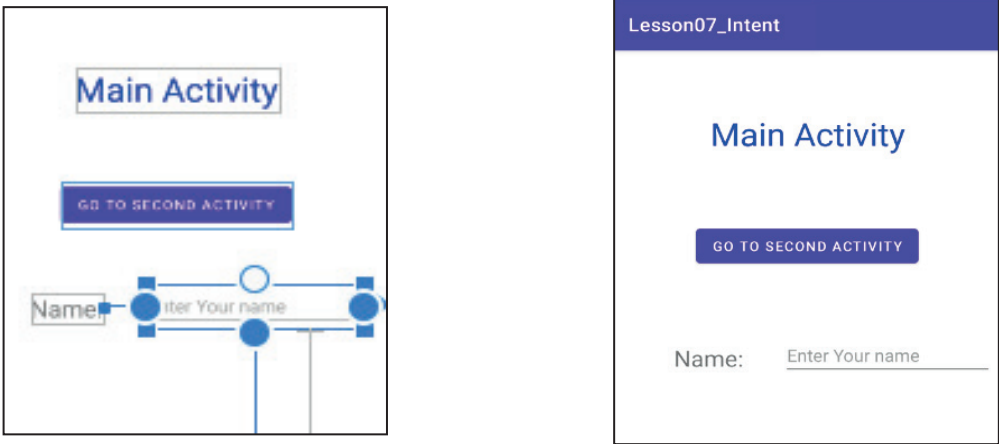 Main Activity
GO TO SECOND ACTIVITY
Name:
nter Your name
Lesson07_Intent
Main Activity
GO TO SECOND ACTIVITY
Name:
Enter Your name